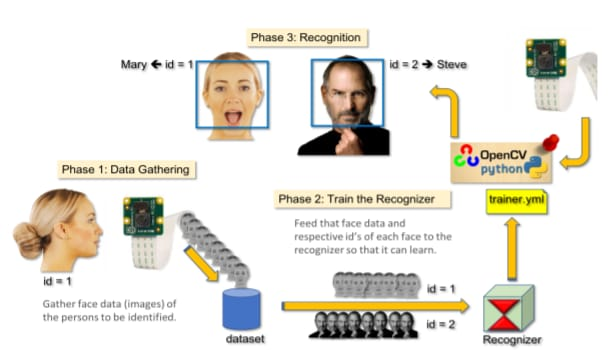 Phase 3: Recognition
Mary ← id = 1
id = 2 → Steve
OpenCV
python
Phase 1: Data Gathering
trainer.yml
Phase 2: Train the Recognizer
Feed that face data and
respective id's of each face to the
recognizer so that it can learn.
id = 1
Gather face data (images) of
the persons to be identified.
dataset
id = 1
id = 2
Recognizer